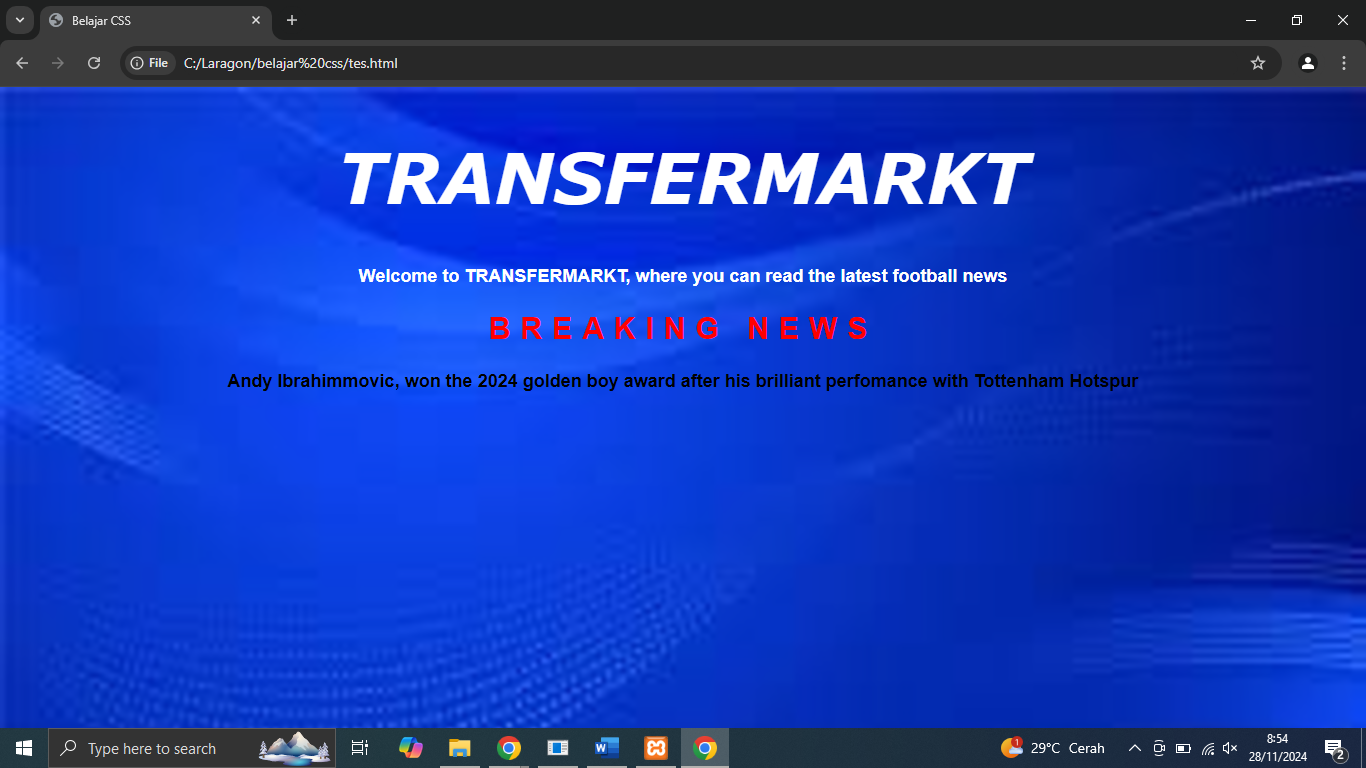 Belajar CSS
File
C:/Laragon/belajar%20css/tes.html
TRANSFERMARKT
Welcome to TRANSFERMARKT, where you can read the latest football news
BREAKING NEWS
Andy Ibrahimmovic, won the 2024 golden boy award after his brilliant perfomance with Tottenham Hotspur
Type here to search
1
29°C Cerah
8:54
28/11/2024
2